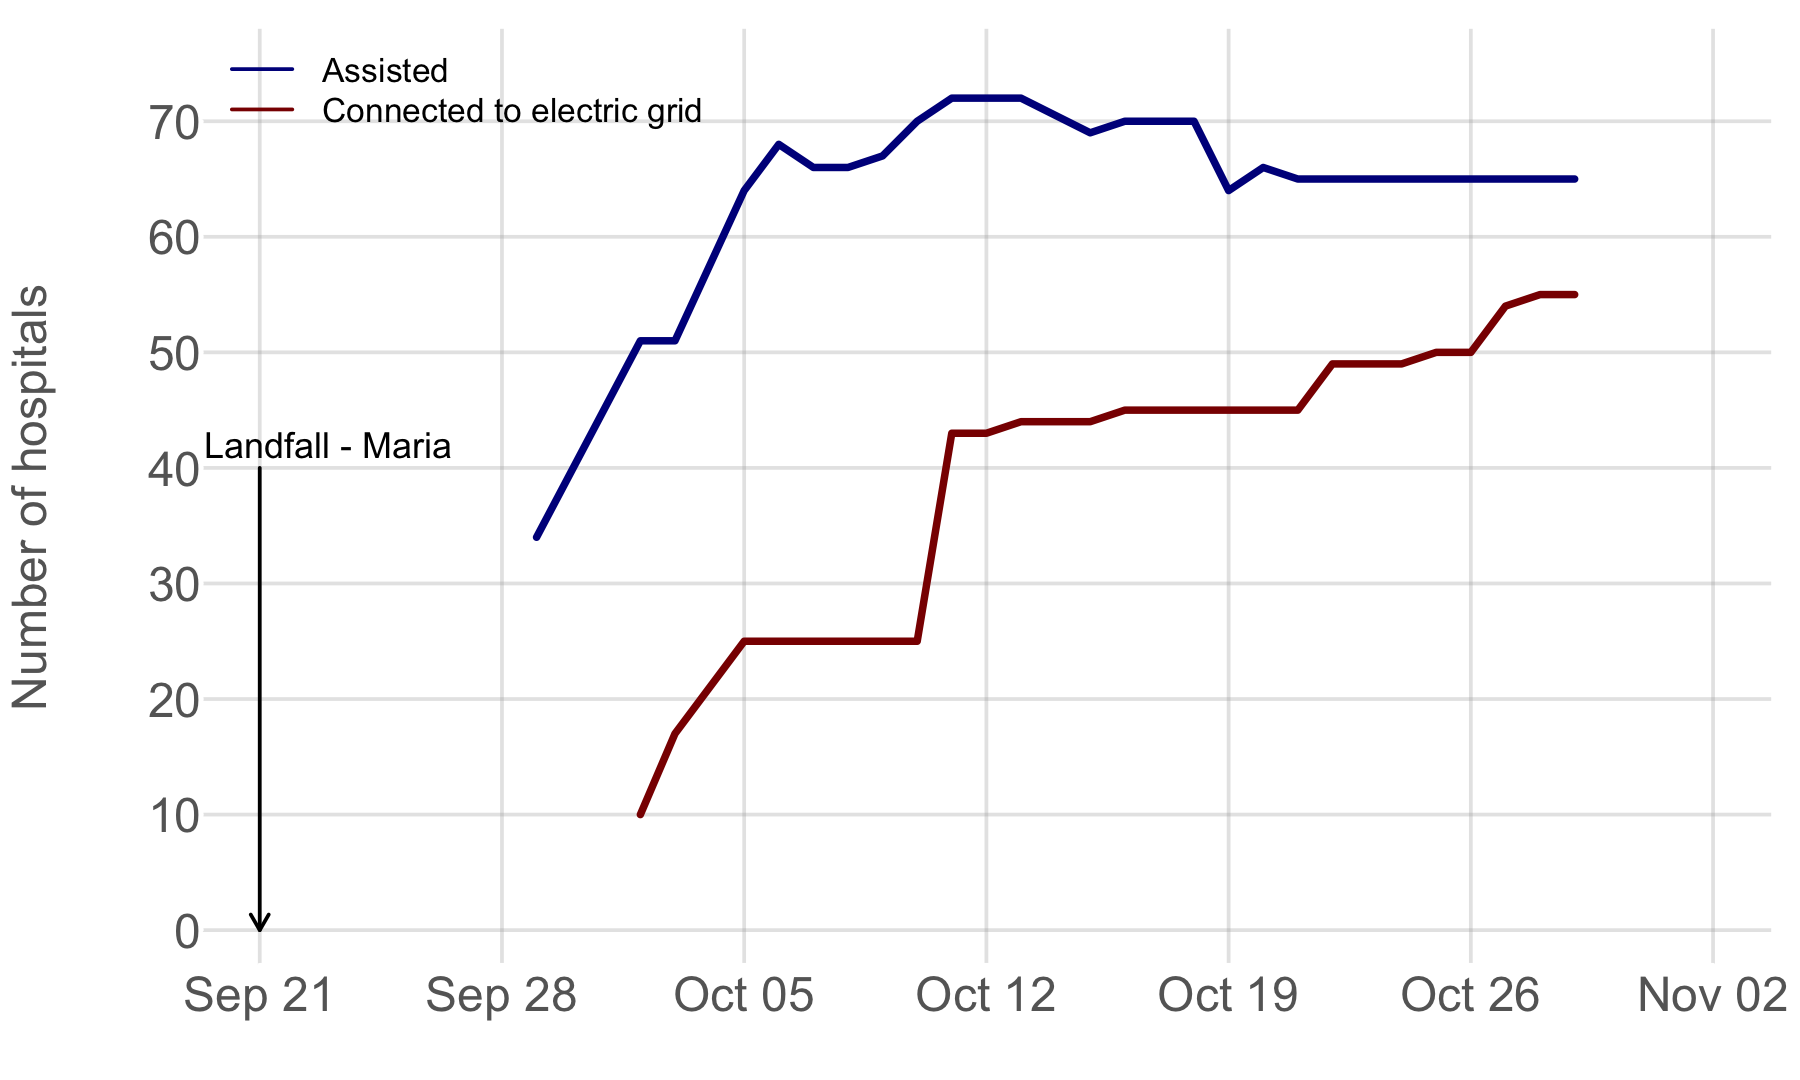 Assisted
Connected to electric grid
Number of hospitals
70
60
50
40
30
20
10
0
Landfall - Maria
Sep 21 Sep 28 Oct 05 Oct 12 Oct 19 Oct 26 Nov 02